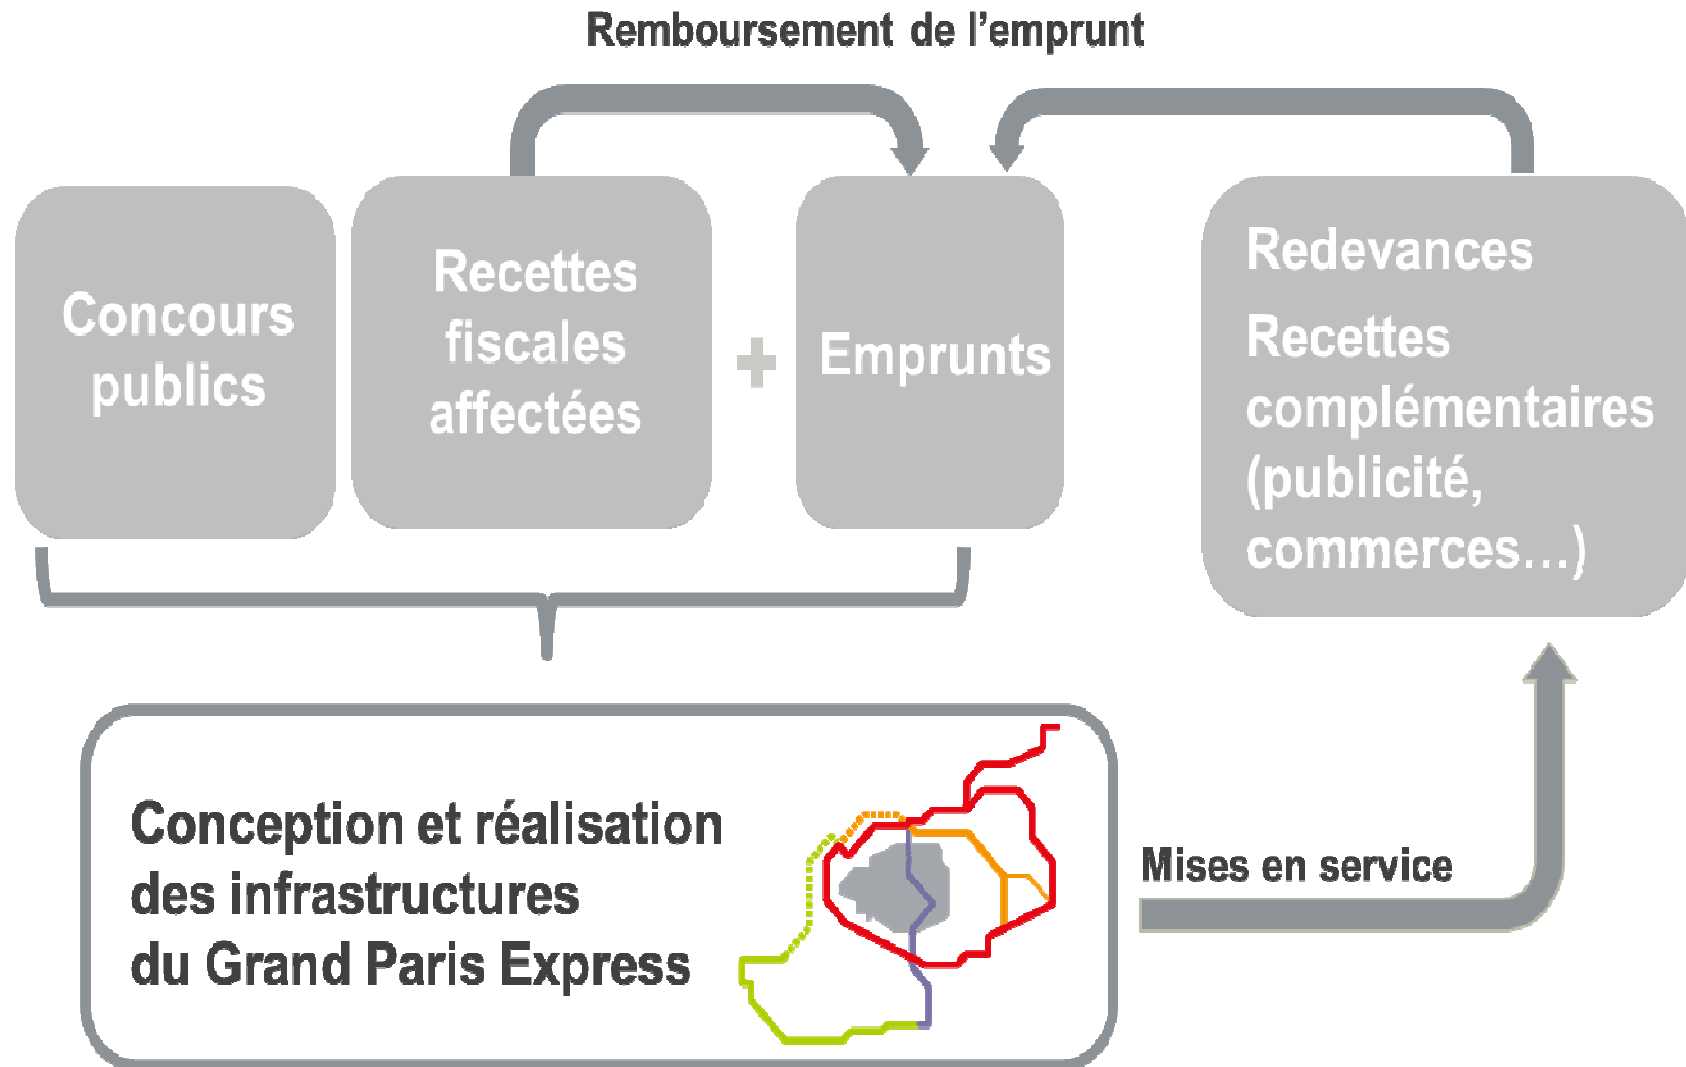 Remboursement de l'emprunt
Concours
publics
Recettes
fiscales
affectées
+
Emprunts
Redevances
Recettes
complémentaires
(publicité,
commerces…)
Conception et réalisation
des infrastructures
du Grand Paris Express
Mises en service